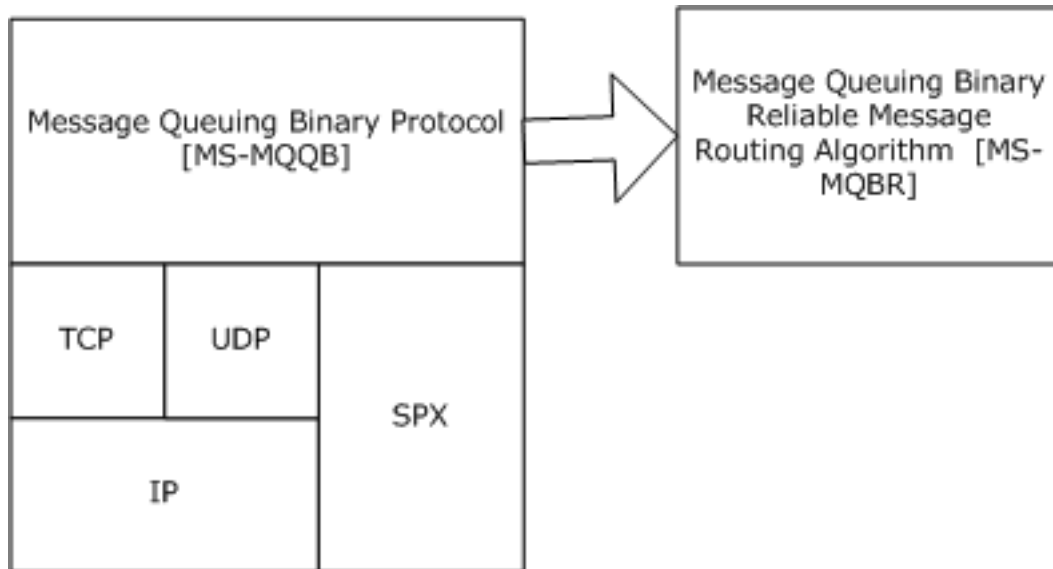 Message Queuing Binary Protocol
[MS-MQQB]
Message Queuing Binary
Reliable Message
Routing Algorithm [MS-
MQBR]
TCP
UDP
SPX
IP